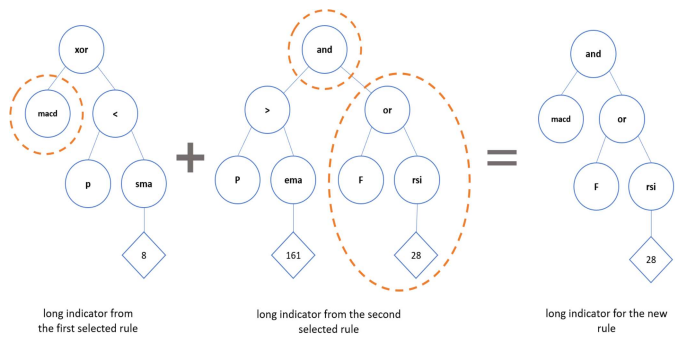 xor
and
and
macd
<
>
or
macd
or
+
=
p
sma
P
ema
F
rsi
F
rsi
8
161
28
28
long indicator from
the first selected rule
long indicator from the second
selected rule
long indicator for the new
rule